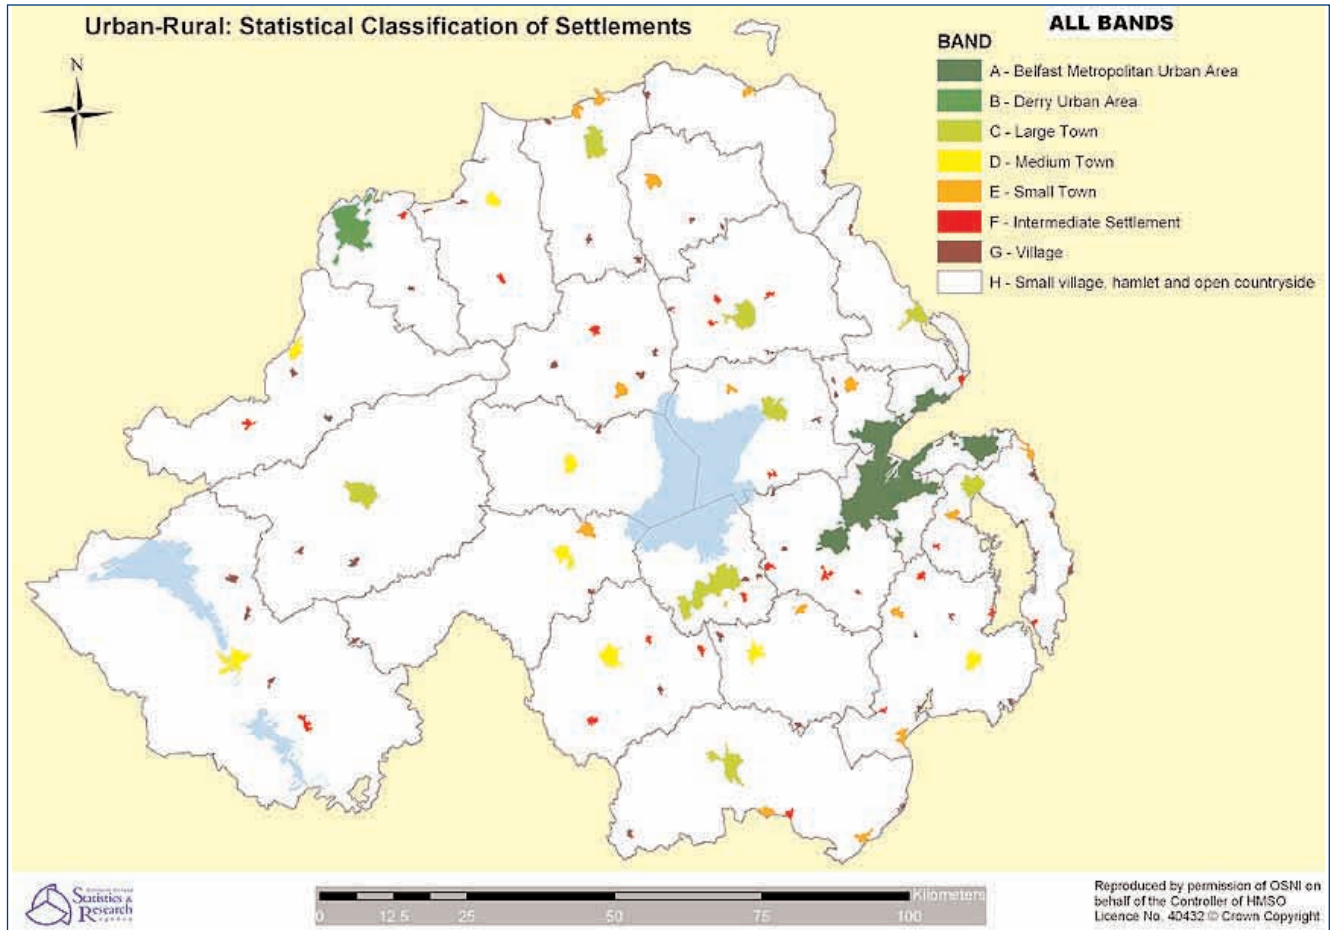 Urban-Rural: Statistical Classification of Settlements
ALL BANDS
BAND
A - Belfast Metropolitan Urban Area
B - Derry Urban Area
C - Large Town
D - Medium Town
E - Small Town
F - Intermediate Settlement
G - Village
H - Small village, hamlet and open countryside
N
Statistics &
Research
Kilometers
0 12.5 25 50 75 100
Reproduced by permission of OSNI on
behalf of the Controller of HMSO
Licence No. 40432 © Crown Copyright